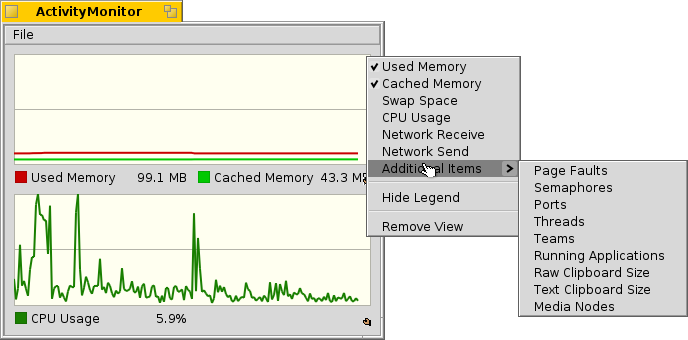 ActivityMonitor
File
Used Memory 99.1 MB Cached Memory 43.3 M
CPU Usage 5.9%
Used Memory
Cached Memory
Swap Space
CPU Usage
Network Receive
Network Send
Additional Items
Hide Legend
Remove View
Page Faults
Semaphores
Ports
Threads
Teams
Running Applications
Raw Clipboard Size
Text Clipboard Size
Media Nodes